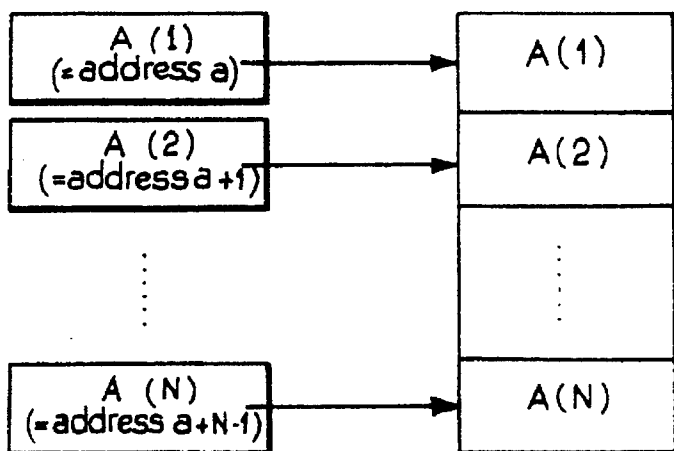 A (1)
(=address a)
A(1)
A (2)
(=address a+1)
A(2)
A (N)
(=address a+N-1)
A(N)